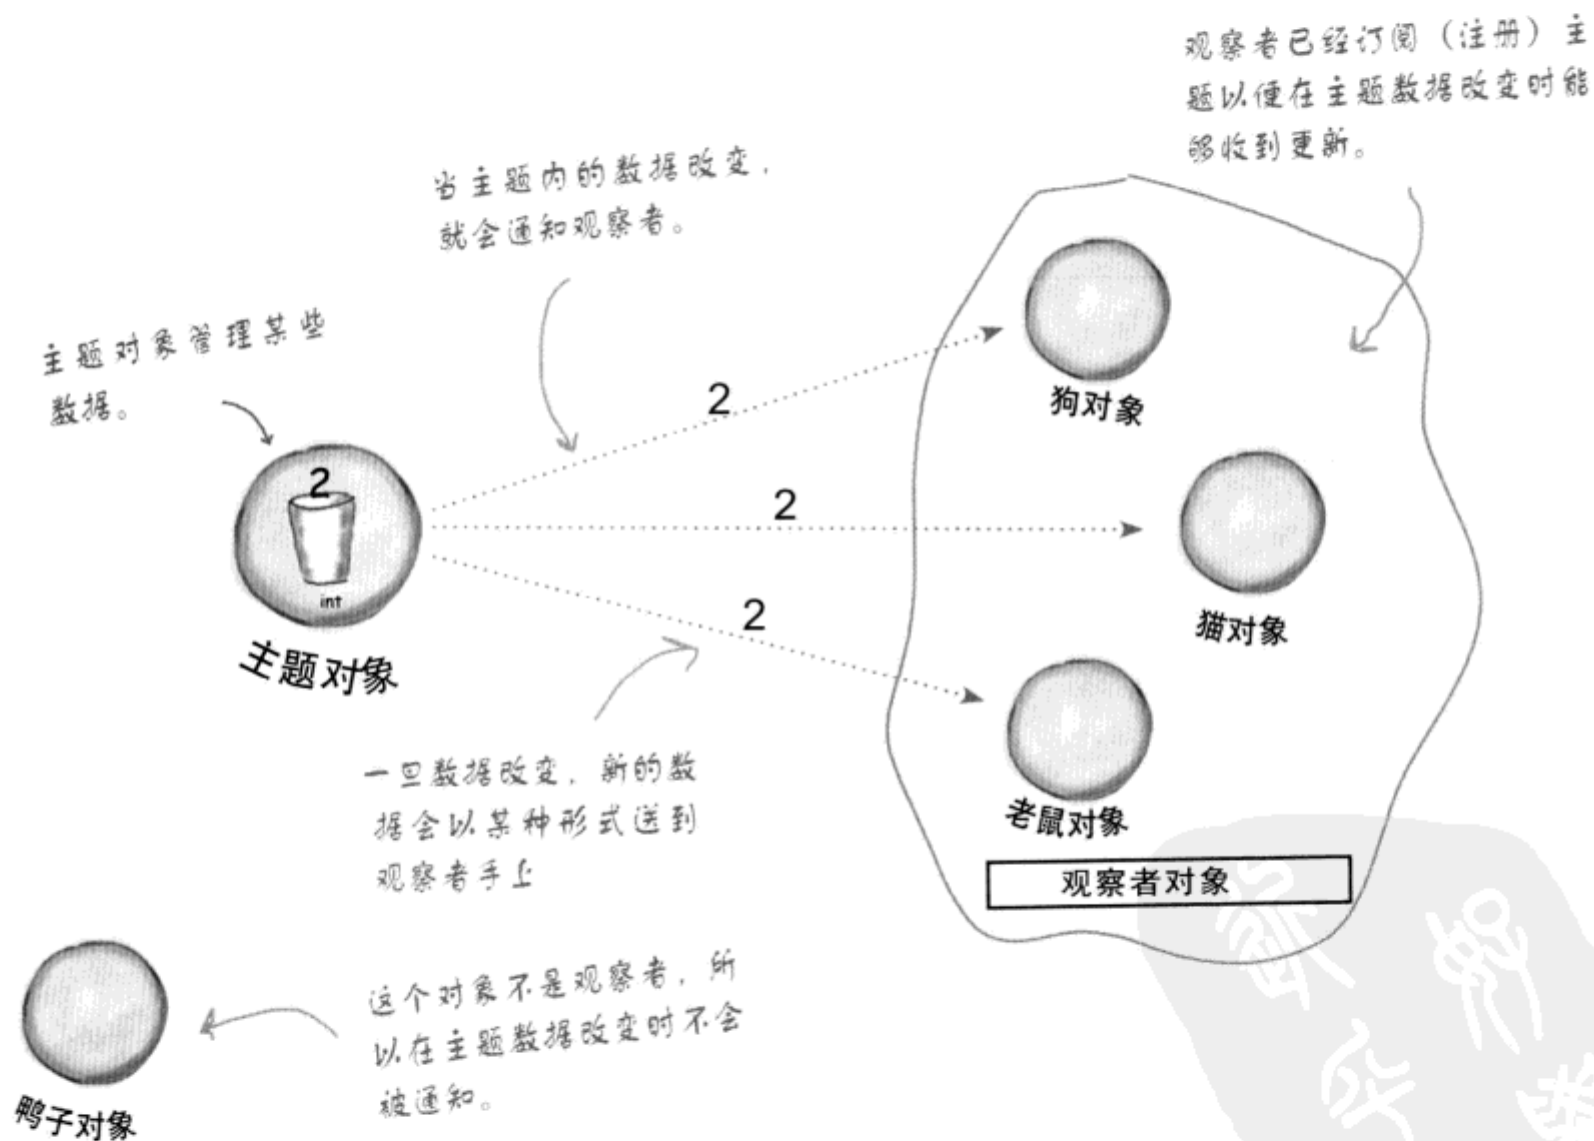 观察者已经订阅（注册）主
题以便在主题数据改变时能
够收到更新。
当主题内的数据改变，
就会通知观察者。
主题对象管理某些
数据。
2
int
主题对象
2
2
2
狗对象
猫对象
老鼠对象
观察者对象
一旦数据改变，新的数
据会以某种形式送到
观察者手上
这个对象不是观察者，所
以在主题数据改变时不会
被通知。
鸭子对象